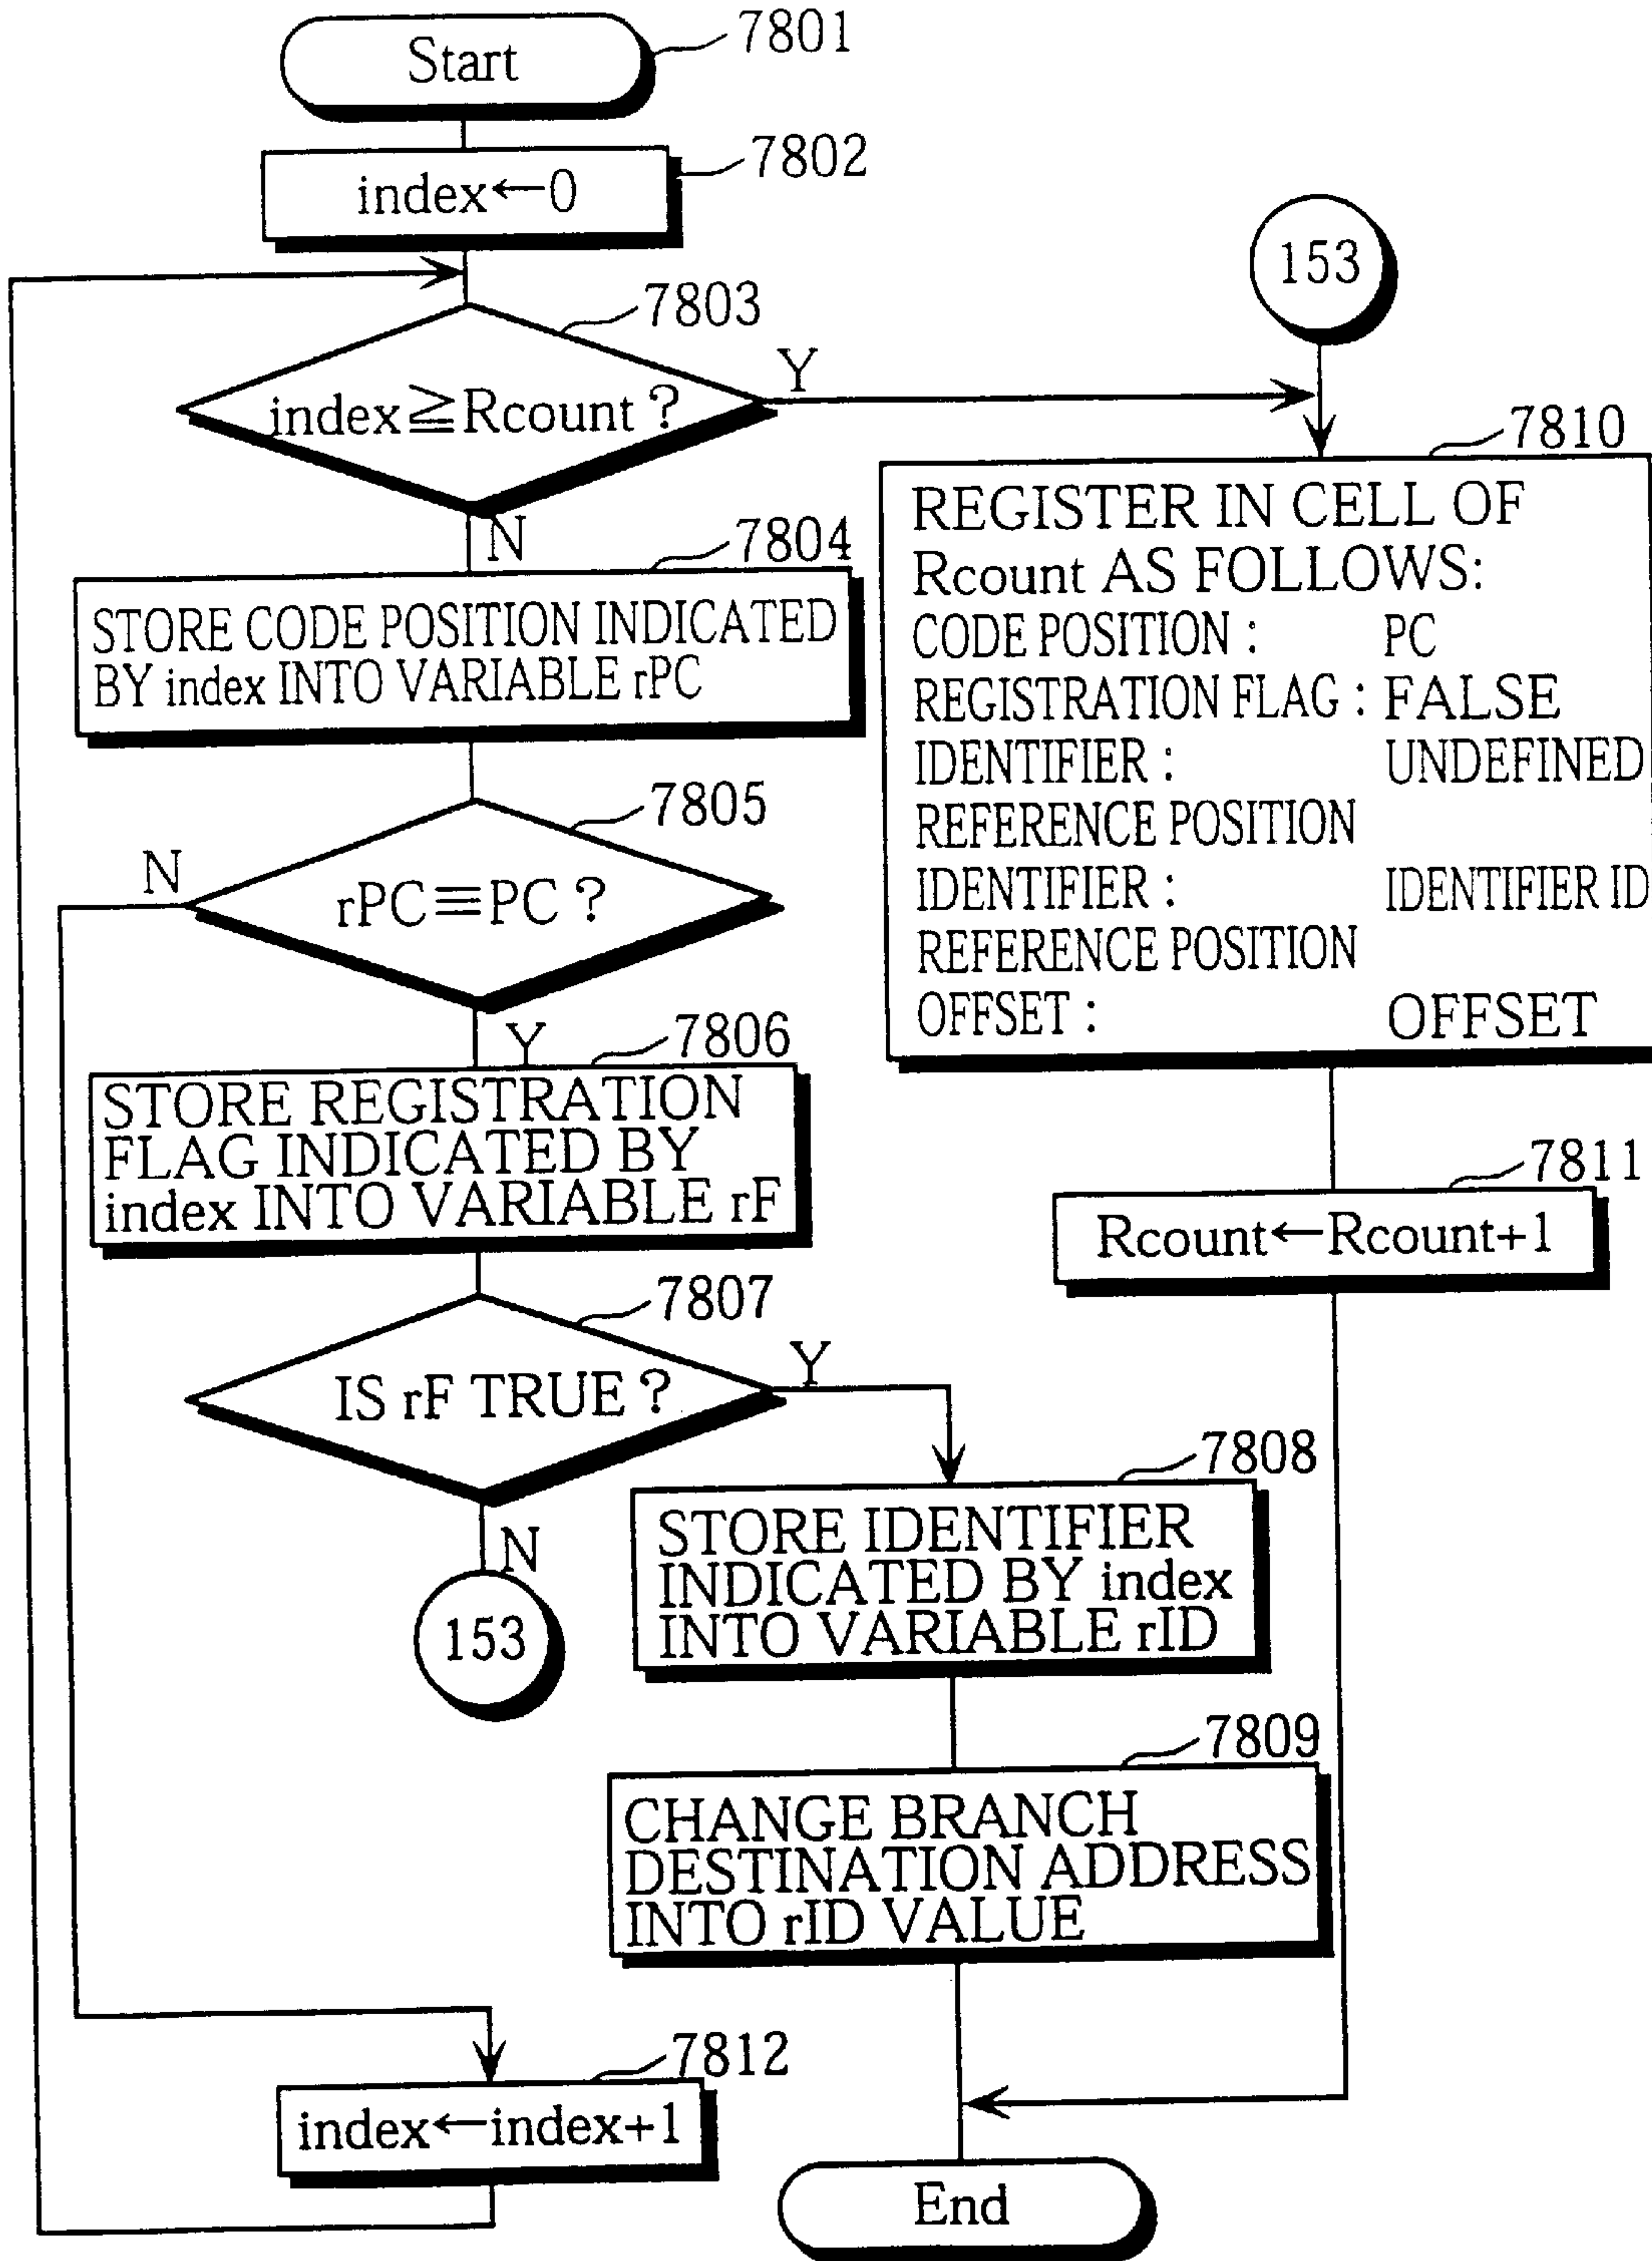 Start
7801
index←0
7802
7803
index≧Rcount ?
Y
N
7804
STORE CODE POSITION INDICATED
BY index INTO VARIABLE rPC
7805
rPC≡PC ?
N
Y
7806
STORE REGISTRATION
FLAG INDICATED BY
index INTO VARIABLE rF
7807
IS rF TRUE ?
Y
N
153
7808
STORE IDENTIFIER
INDICATED BY index
INTO VARIABLE rID
7809
CHANGE BRANCH
DESTINATION ADDRESS
INTO rID VALUE
7812
index←index+1
153
7810
REGISTER IN CELL OF
Rcount AS FOLLOWS:
CODE POSITION : PC
REGISTRATION FLAG : FALSE
IDENTIFIER : UNDEFINED
REFERENCE POSITION
IDENTIFIER : IDENTIFIER ID
REFERENCE POSITION
OFFSET : OFFSET
7811
Rcount←Rcount+1
End